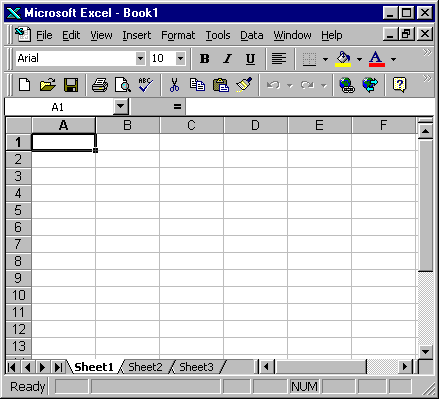 Microsoft Excel - Book1
File Edit View Insert Format Tools Data Window Help
Arial 10 B I U A
ABC
A1 =
A B C D E F
1
2
3
4
5
6
7
8
9
10
11
12
13
Sheet1 Sheet2 Sheet3
Ready NUM